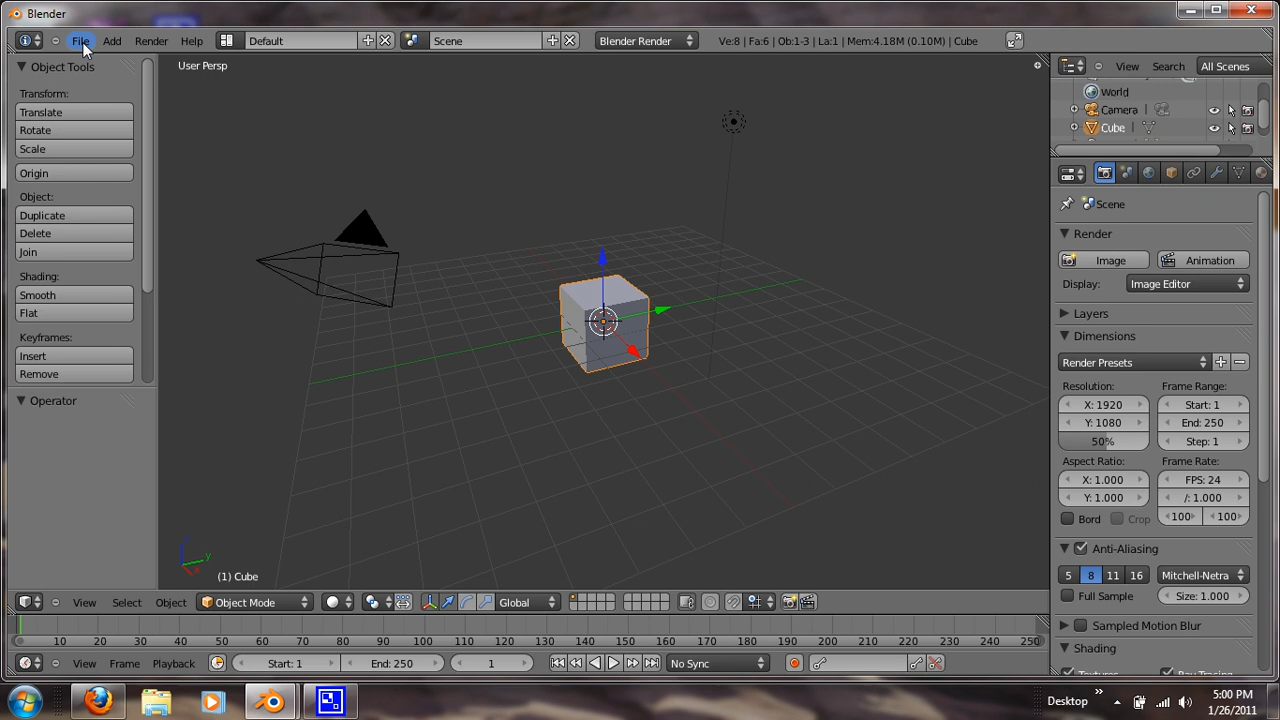 Blender
File Add Render Help Default Scene Blender Render Ve:8 | Fa:6 | Ob:1-3 | La:1 | Mem:4.18M (0.10M) | Cube
Object Tools
Transform:
Translate
Rotate
Scale
Origin
Object:
Duplicate
Delete
Join
Shading:
Smooth
Flat
Keyframes:
Insert
Remove
Operator
User Persp
(1) Cube
z
y
x
View Search All Scenes
World
Camera
Cube
Scene
Render
Image Animation
Display: Image Editor
Layers
Dimensions
Render Presets
Resolution: Frame Range:
X: 1920 Start: 1
Y: 1080 End: 250
50% Step: 1
Aspect Ratio: Frame Rate:
X: 1.000 FPS: 24
Y: 1.000 /: 1.000
Bord Crop 100 100
Anti-Aliasing
5 8 11 16 Mitchell-Netra
Full Sample Size: 1.000
Sampled Motion Blur
Shading
Textures Ray Tracing
View Select Object Object Mode Global
10 20 30 40 50 60 70 80 90 100 110 120 130 140 150 160 170 180 190 200 210 220 230 240 250
View Frame Playback Start: 1 End: 250 1 No Sync
Desktop » 5:00 PM
1/26/2011